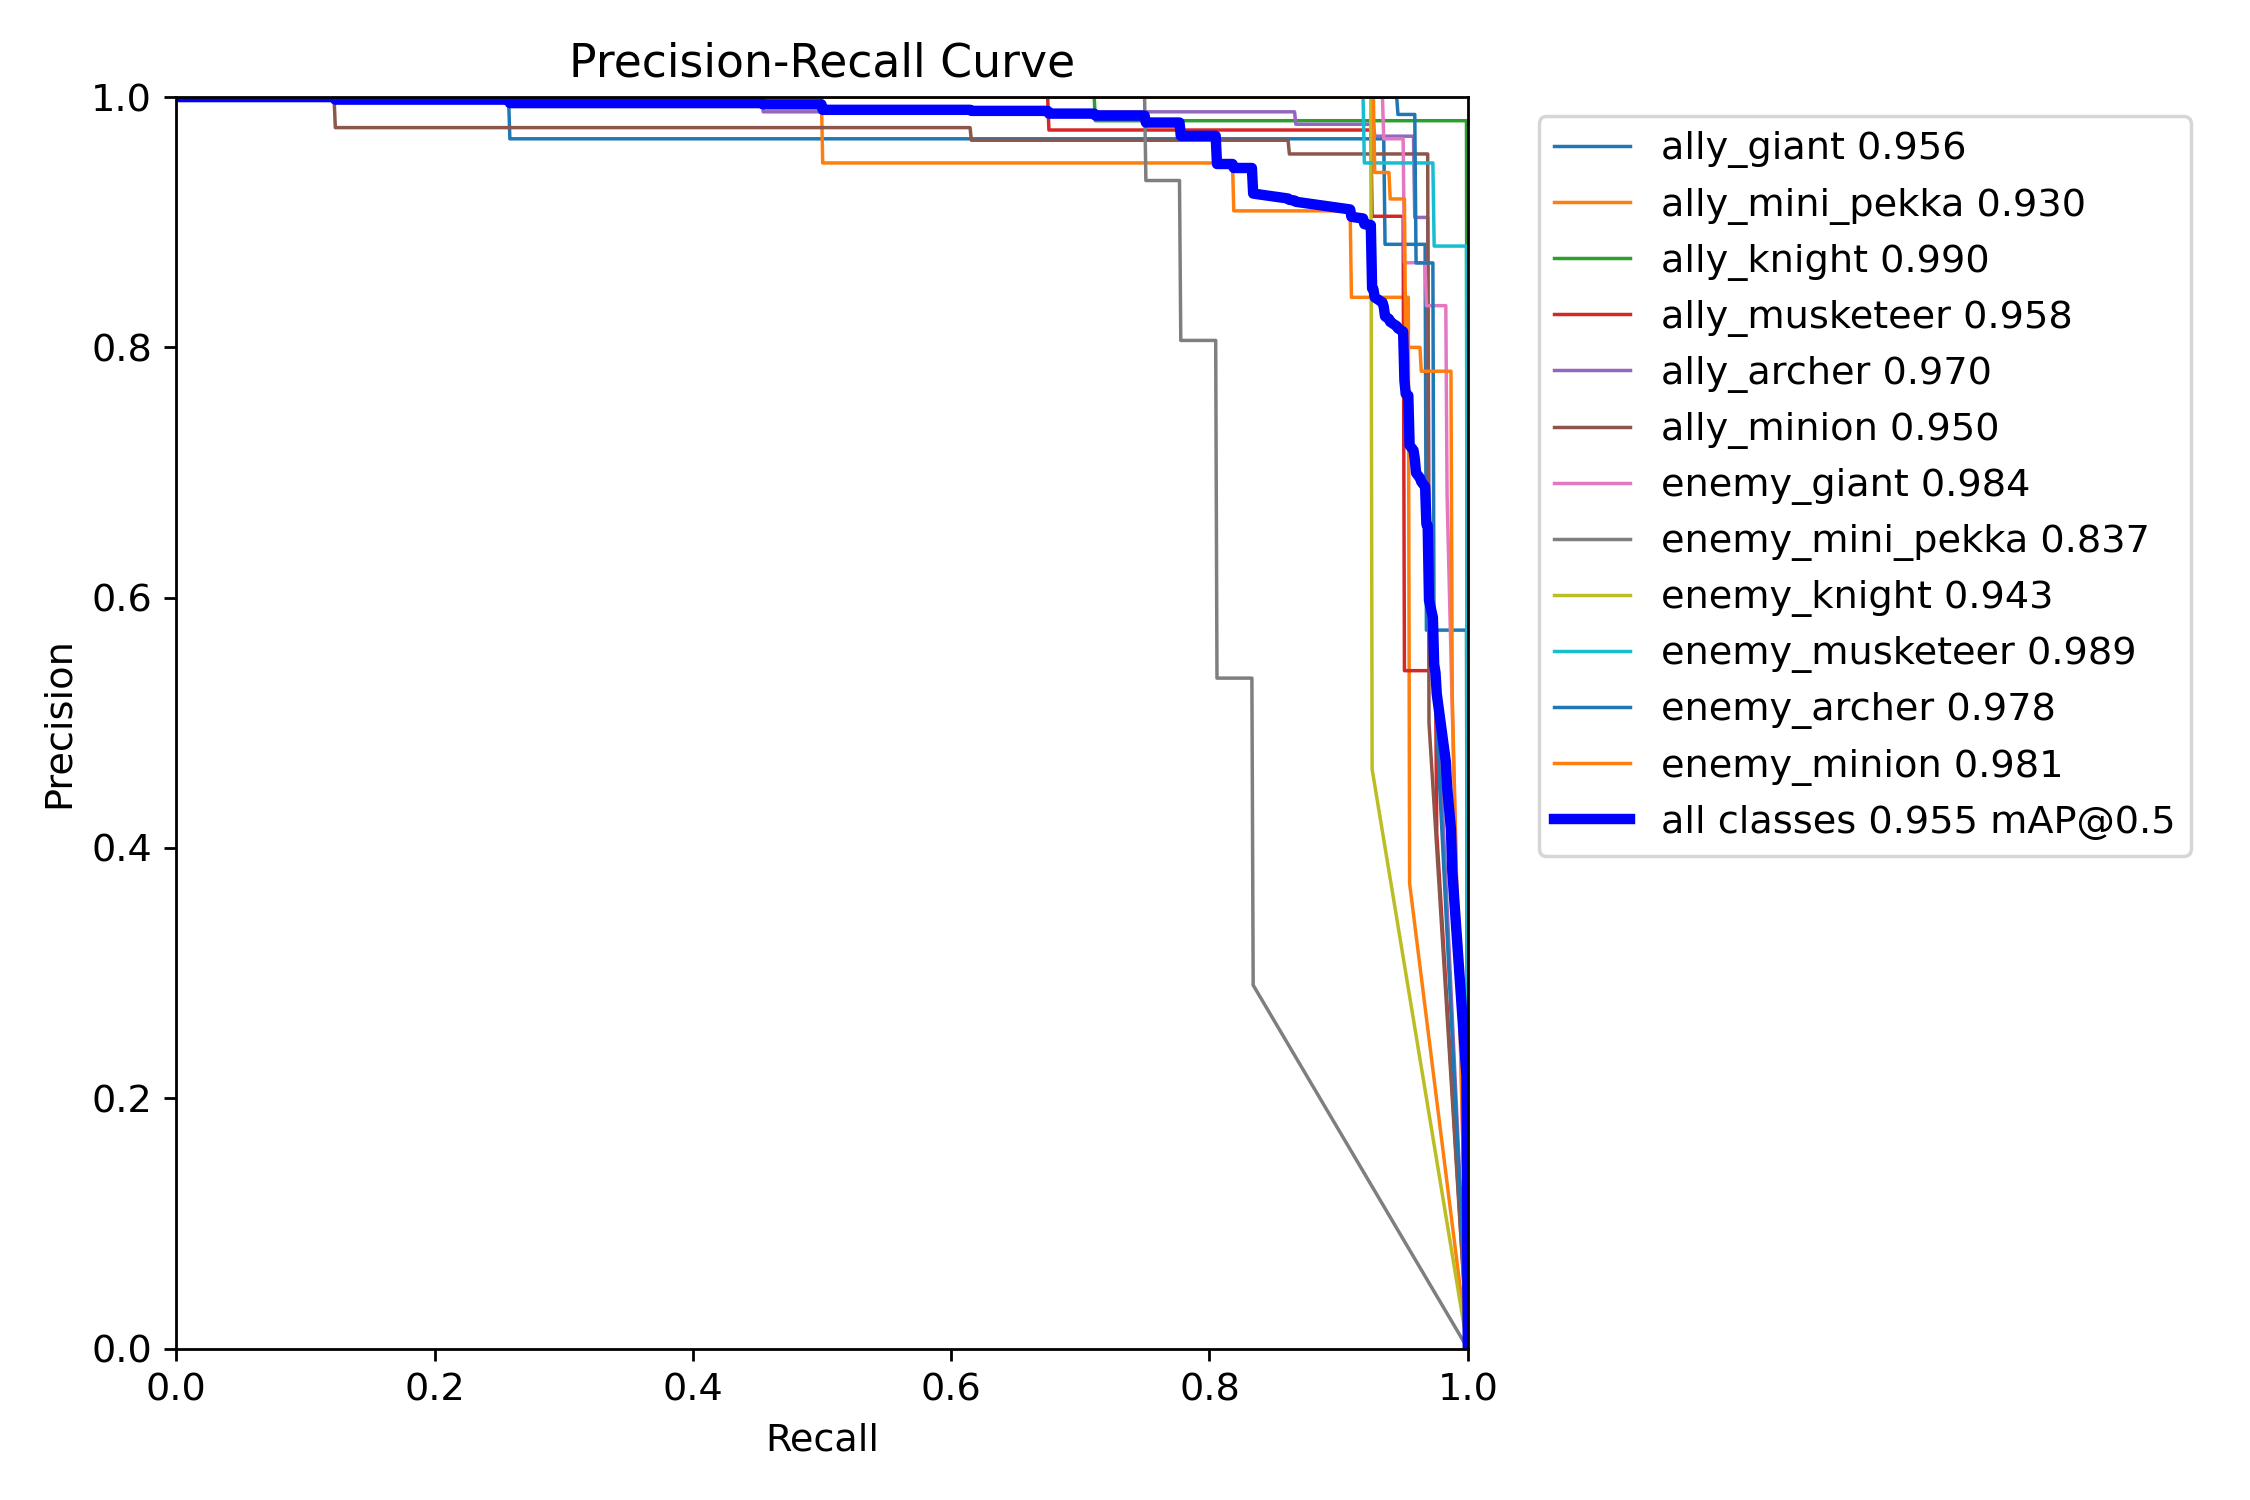 Precision-Recall Curve
1.0
0.8
0.6
0.4
0.2
0.0
Precision
0.0 0.2 0.4 0.6 0.8 1.0
Recall
ally_giant 0.956
ally_mini_pekka 0.930
ally_knight 0.990
ally_musketeer 0.958
ally_archer 0.970
ally_minion 0.950
enemy_giant 0.984
enemy_mini_pekka 0.837
enemy_knight 0.943
enemy_musketeer 0.989
enemy_archer 0.978
enemy_minion 0.981
all classes 0.955 mAP@0.5